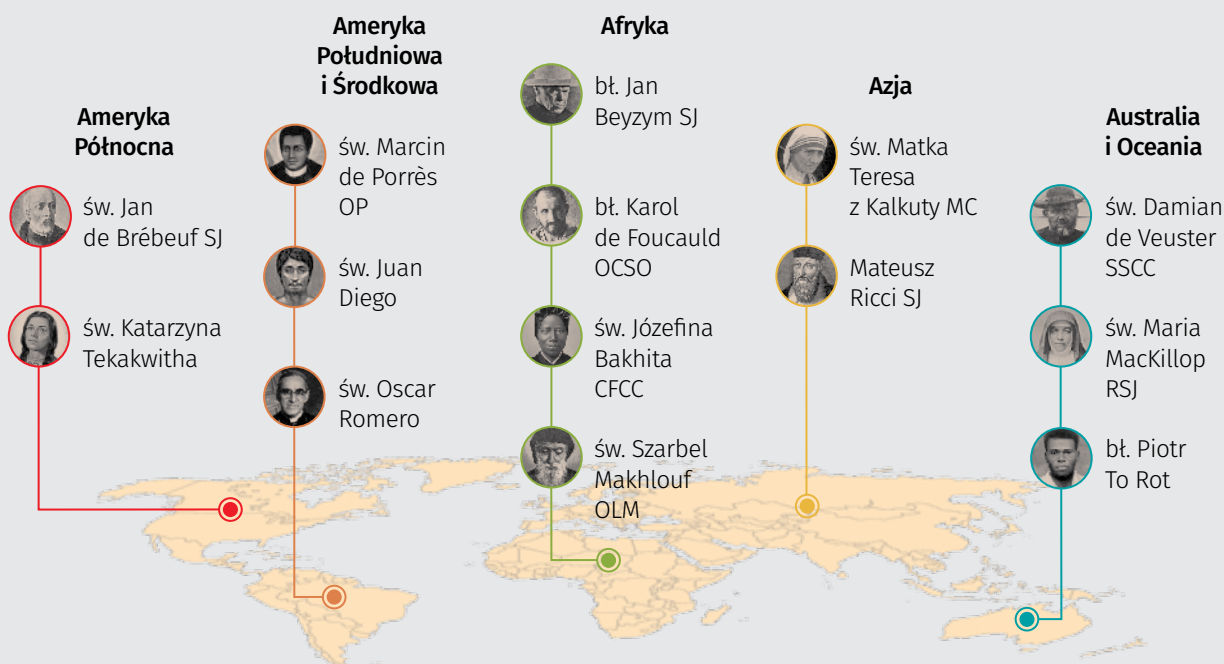 Ameryka
Północna
św. Jan
de Brébeuf SJ
św. Katarzyna
Tekakwitha
Ameryka
Południowa
i Środkowa
św. Marcin
de Porrès
OP
św. Juan
Diego
św. Oscar
Romero
Afryka
bł. Jan
Beyzym SJ
bł. Karol
de Foucauld
OCSO
św. Józefina
Bakhita
CFCC
św. Szarbel
Makhlouf
OLM
Azja
św. Matka
Teresa
z Kalkuty MC
Mateusz
Ricci SJ
Australia
i Oceania
św. Damian
de Veuster
SSCC
św. Maria
MacKillop
RSJ
bł. Piotr
To Rot